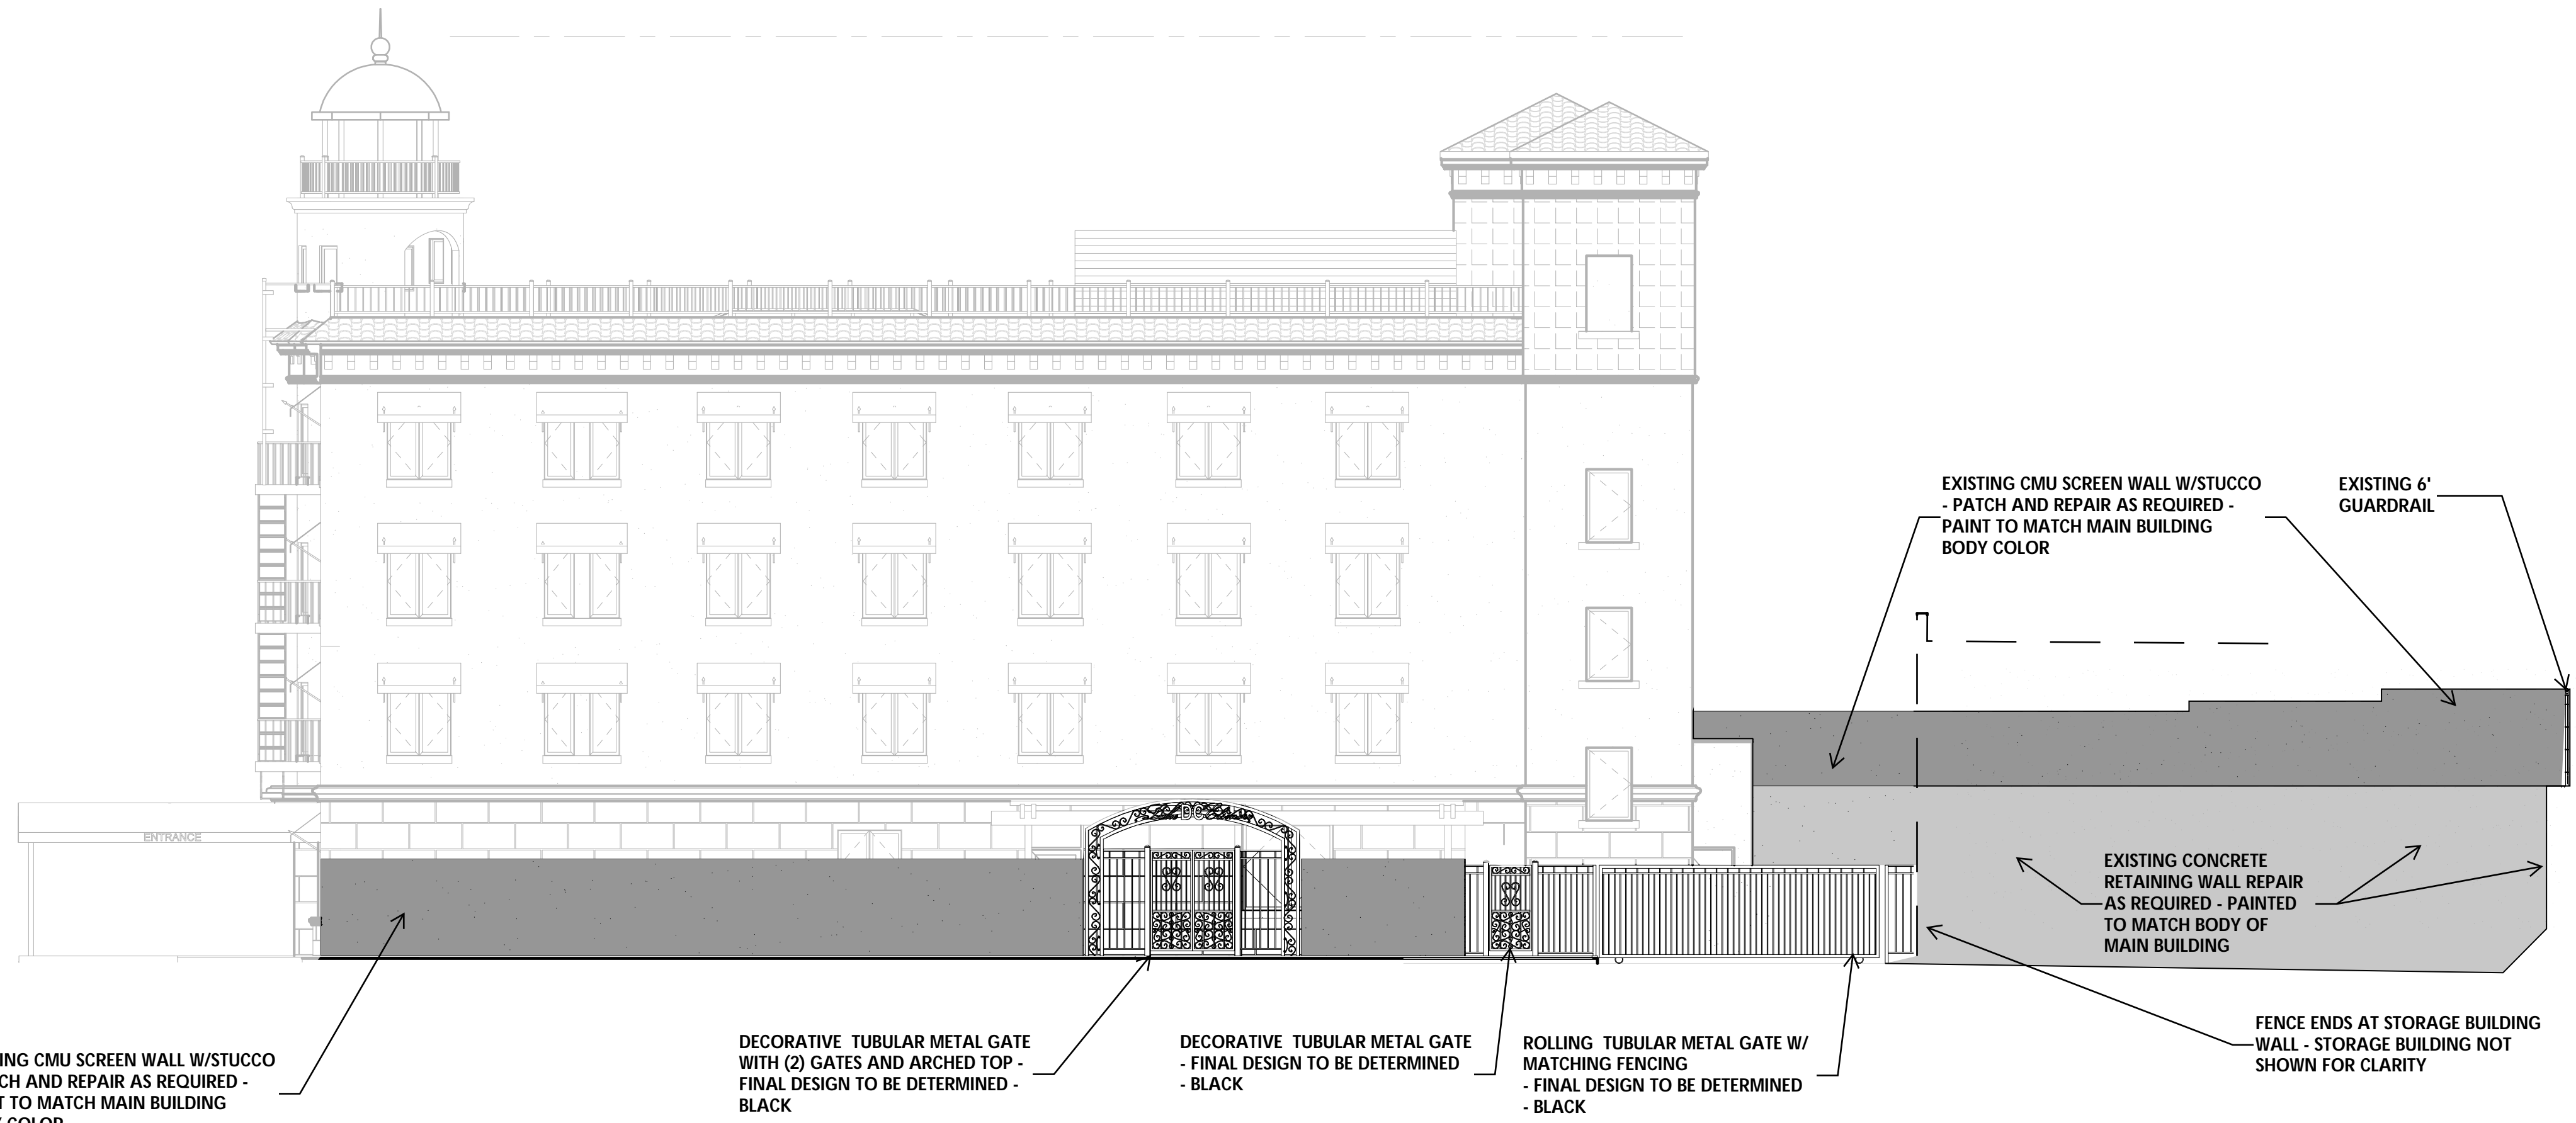 ENTRANCE
DC
EXISTING CMU SCREEN WALL W/STUCCO
- PATCH AND REPAIR AS REQUIRED -
PAINT TO MATCH MAIN BUILDING
BODY COLOR
EXISTING 6'
GUARDRAIL
EXISTING CONCRETE
RETAINING WALL REPAIR
AS REQUIRED - PAINTED
TO MATCH BODY OF
MAIN BUILDING
FENCE ENDS AT STORAGE BUILDING
WALL - STORAGE BUILDING NOT
SHOWN FOR CLARITY
ING CMU SCREEN WALL W/STUCCO
CH AND REPAIR AS REQUIRED -
T TO MATCH MAIN BUILDING
COLOR
DECORATIVE TUBULAR METAL GATE
WITH (2) GATES AND ARCHED TOP -
FINAL DESIGN TO BE DETERMINED -
BLACK
DECORATIVE TUBULAR METAL GATE
- FINAL DESIGN TO BE DETERMINED
- BLACK
ROLLING TUBULAR METAL GATE W/
MATCHING FENCING
- FINAL DESIGN TO BE DETERMINED
- BLACK